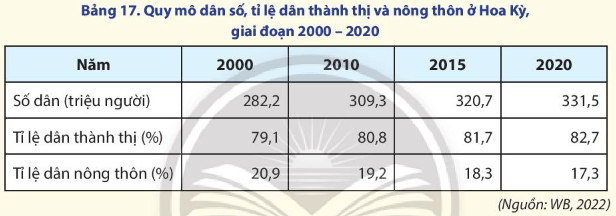 Bảng 17. Quy mô dân số, tỉ lệ dân thành thị và nông thôn ở Hoa Kỳ,
giai đoạn 2000 – 2020
Năm 2000 2010 2015 2020
Số dân (triệu người) 282,2 309,3 320,7 331,5
Tỉ lệ dân thành thị (%) 79,1 80,8 81,7 82,7
Tỉ lệ dân nông thôn (%) 20,9 19,2 18,3 17,3
(Nguồn: WB, 2022)